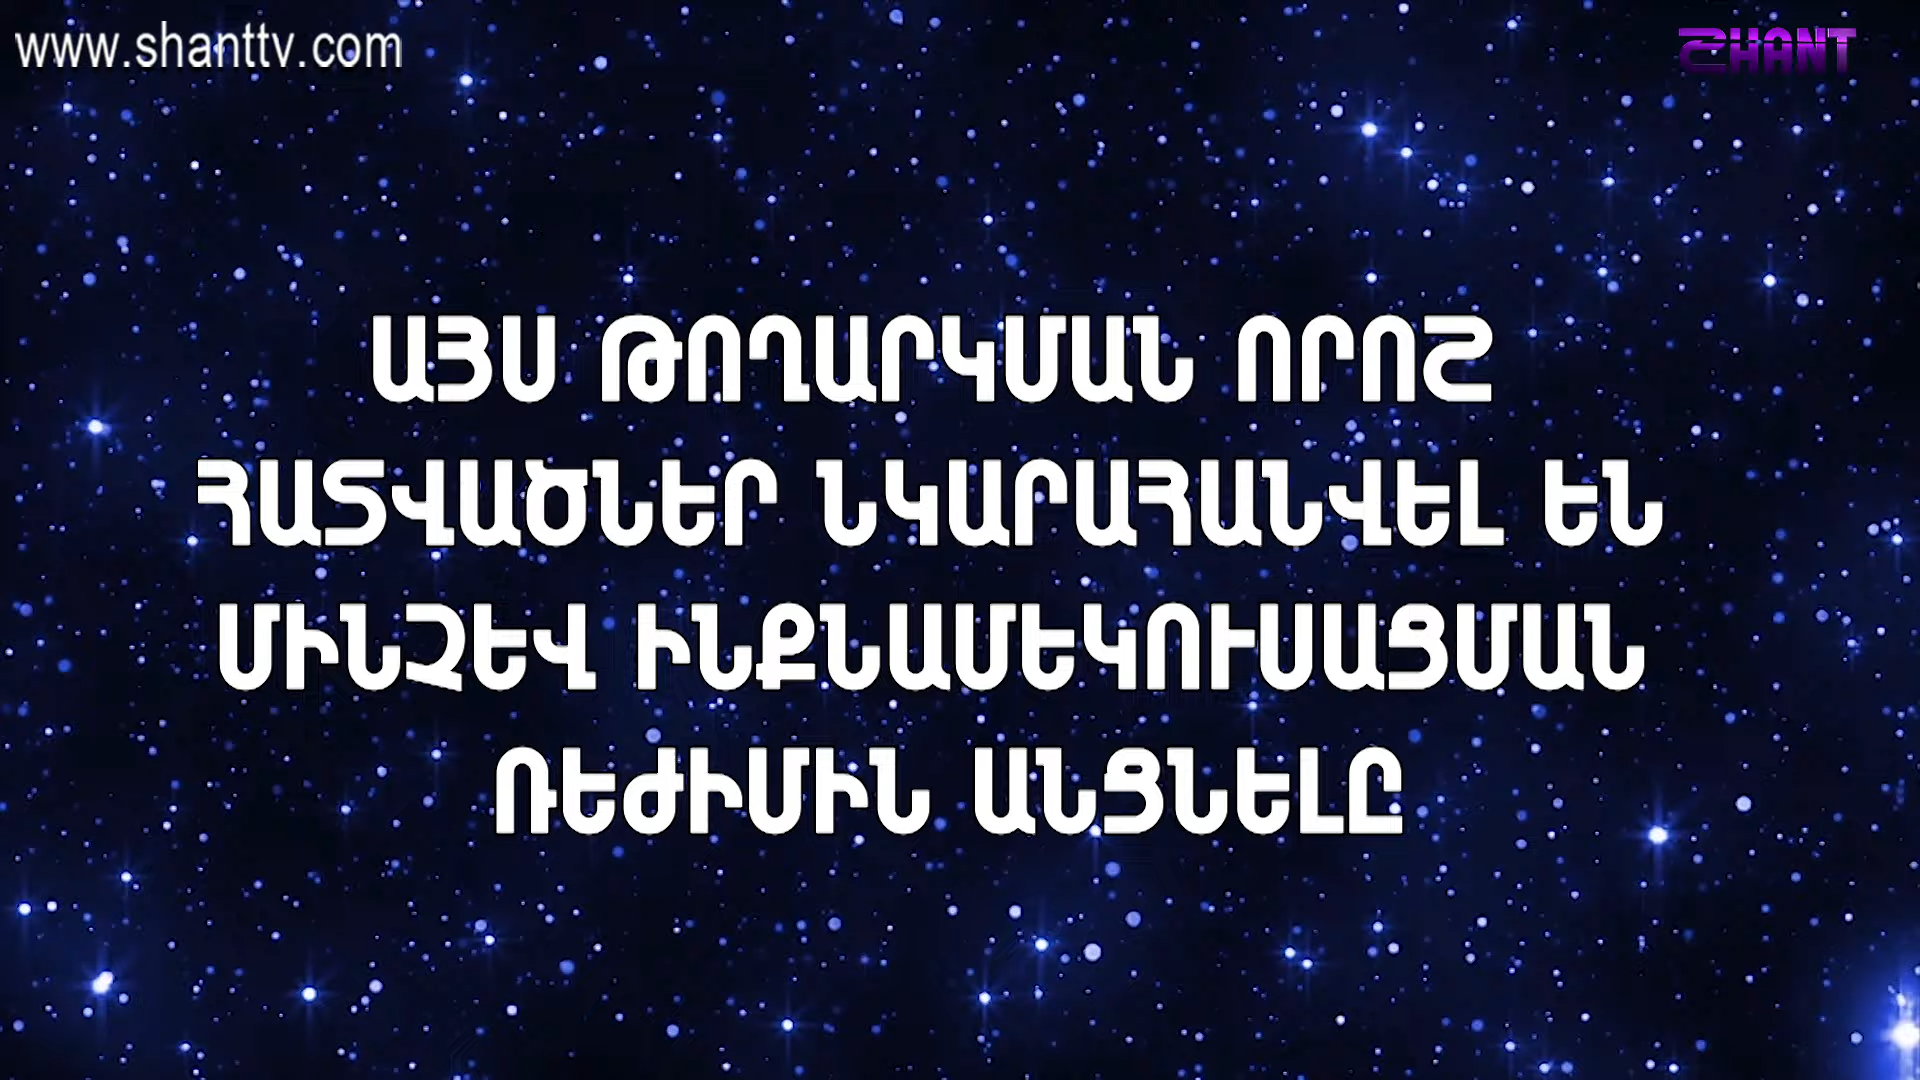 www.shanttv.com
SHANT
ԱՅՍ ԹՈՂԱՐԿՄԱՆ ՈՐՈՇ
ՀԱՏՎԱԾՆԵՐ ՆԿԱՐԱՀԱՆՎԵԼ ԵՆ
ՄԻՆՉԵՎ ԻՆՔՆԱՄԵԿՈՒՍԱՑՄԱՆ
ՌԵԺԻՄԻՆ ԱՆՑՆԵԼԸ